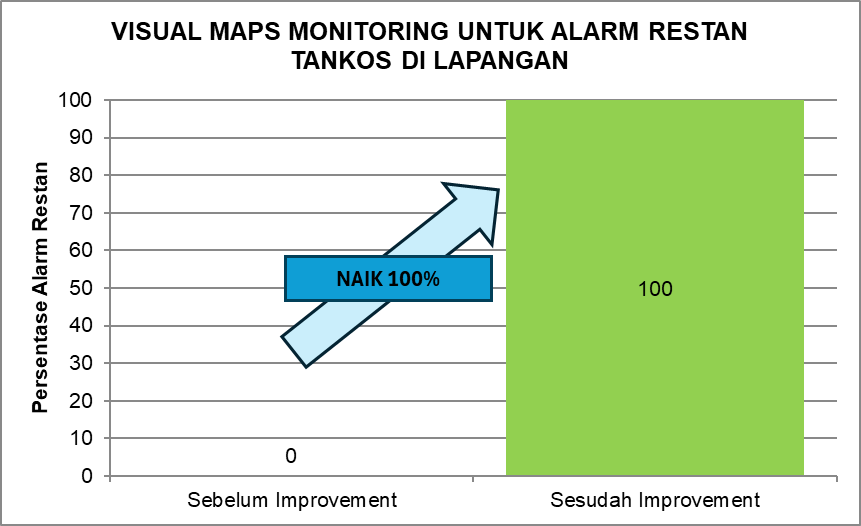 VISUAL MAPS MONITORING UNTUK ALARM RESTAN
TANKOS DI LAPANGAN
Persentase Alarm Restan
100
90
80
70
60
50
40
30
20
10
0
NAIK 100%
0
100
Sebelum Improvement
Sesudah Improvement